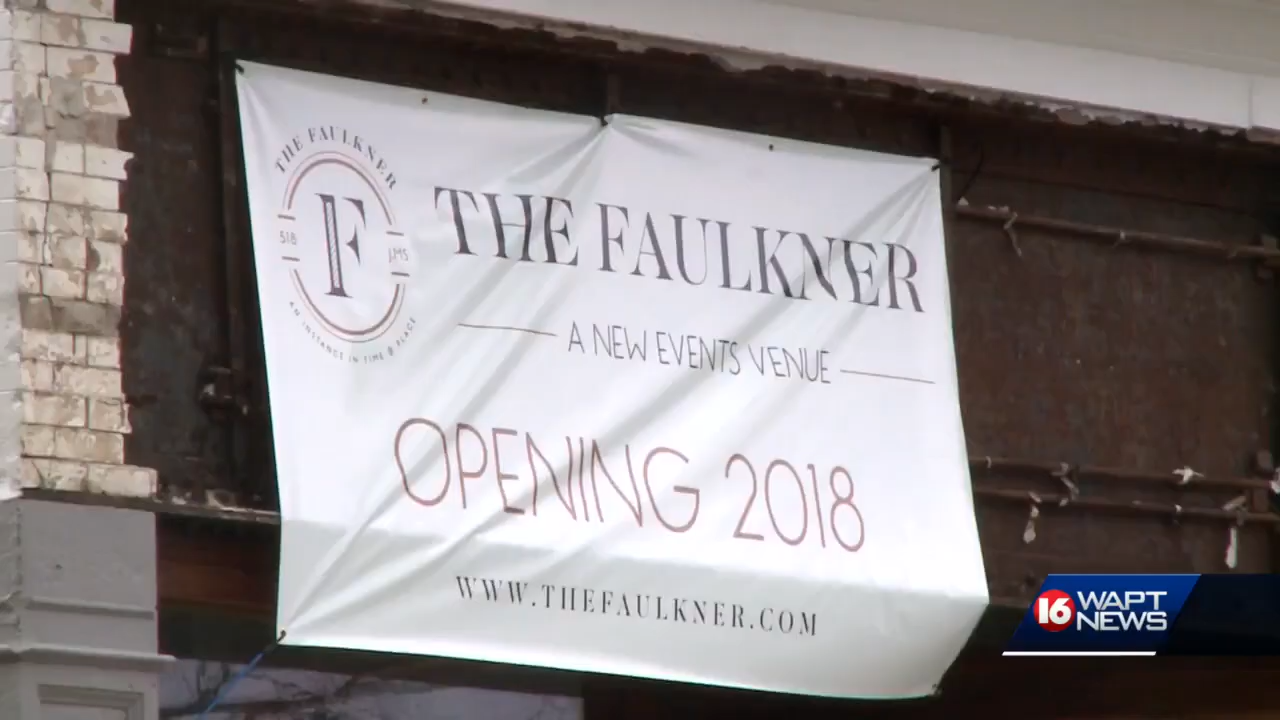 THE FAULKNER
F
518
J.MS
AN INSTANCE IN TIME & PLACE
THE FAULKNER
A NEW EVENTS VENUE
OPENING 2018
WWW.THEFAULKNER.COM
16 WAPT
NEWS